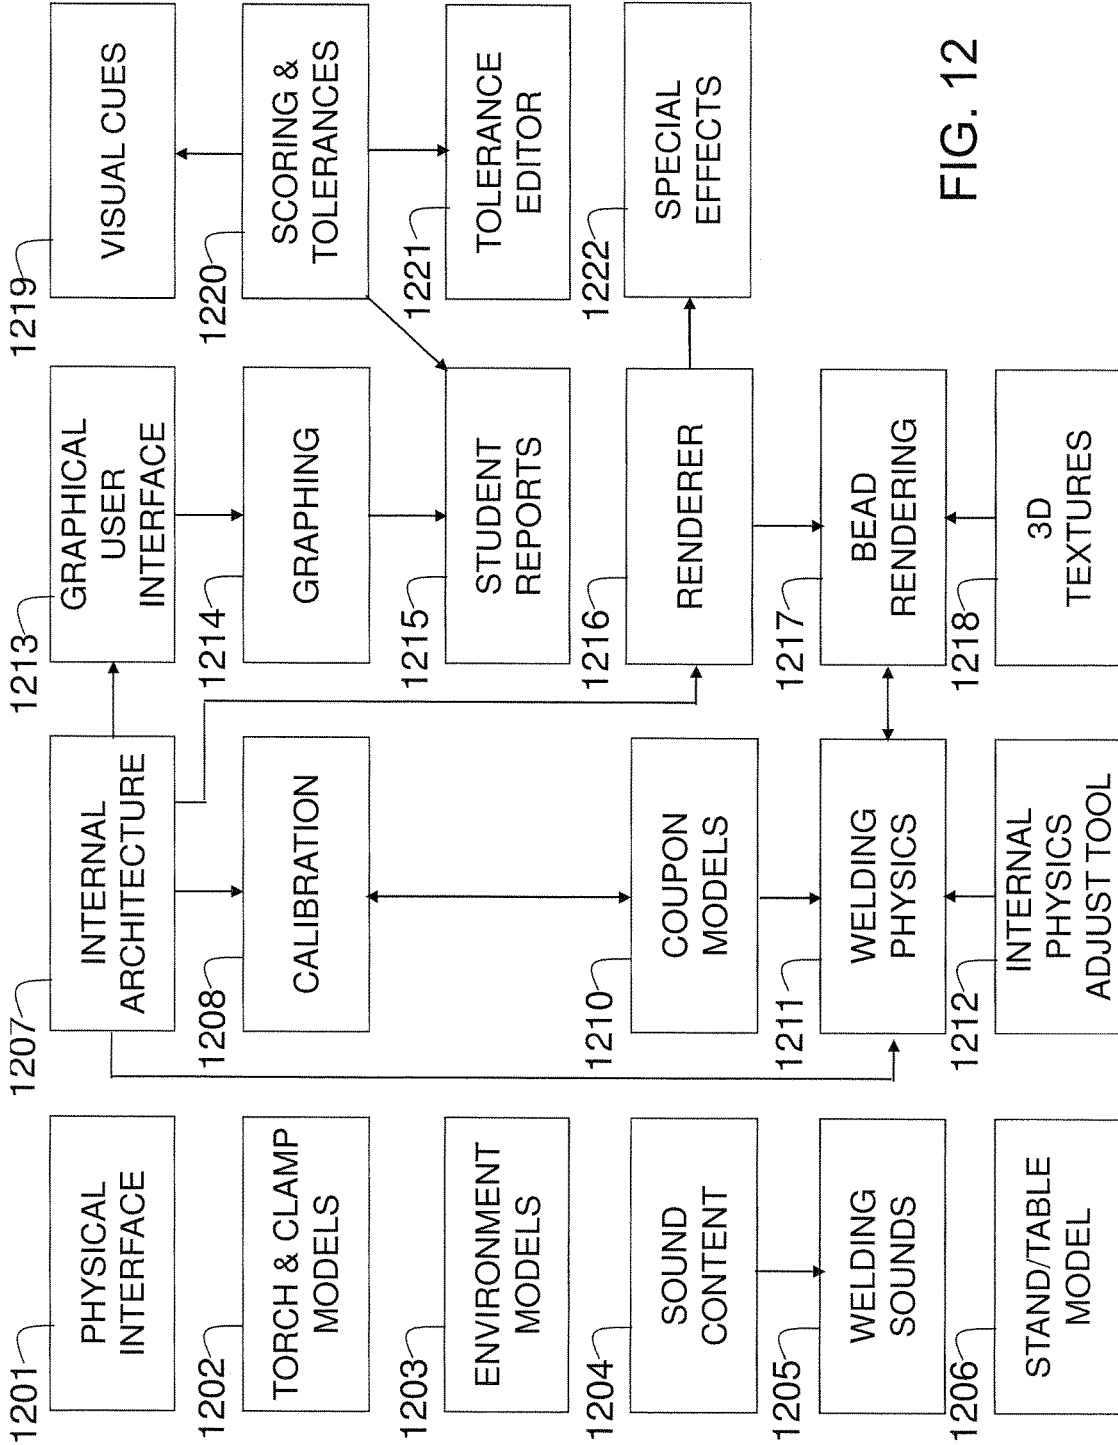 1201
PHYSICAL
INTERFACE
1202
TORCH & CLAMP
MODELS
1203
ENVIRONMENT
MODELS
1204
SOUND
CONTENT
1205
WELDING
SOUNDS
1206
STAND/TABLE
MODEL
1207
INTERNAL
ARCHITECTURE
1208
CALIBRATION
1210
COUPON
MODELS
1211
WELDING
PHYSICS
1212
INTERNAL
PHYSICS
ADJUST TOOL
1213
GRAPHICAL
USER
INTERFACE
1214
GRAPHING
1215
STUDENT
REPORTS
1216
RENDERER
1217
BEAD
RENDERING
1218
3D
TEXTURES
1219
VISUAL CUES
1220
SCORING &
TOLERANCES
1221
TOLERANCE
EDITOR
1222
SPECIAL
EFFECTS
FIG. 12